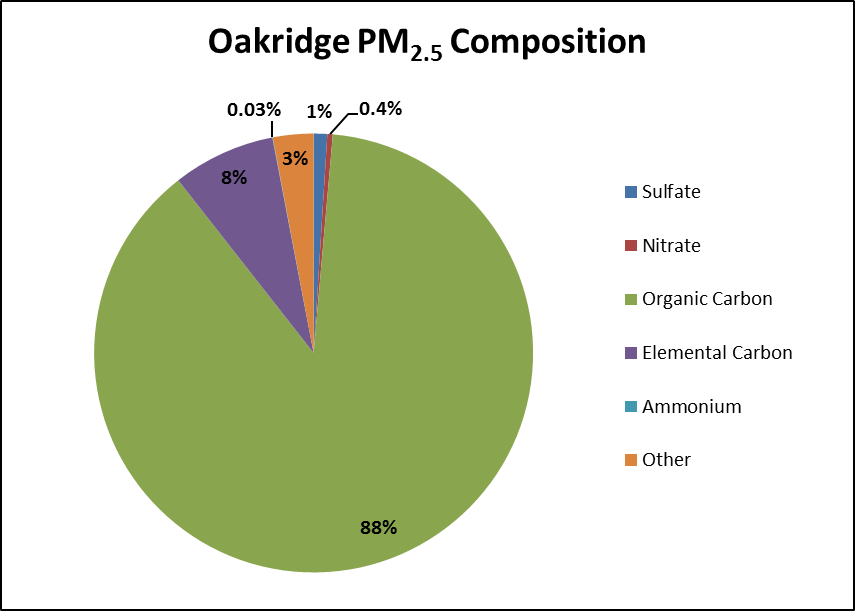 Oakridge PM2.5 Composition
0.03%
1%
0.4%
3%
8%
88%
Sulfate
Nitrate
Organic Carbon
Elemental Carbon
Ammonium
Other